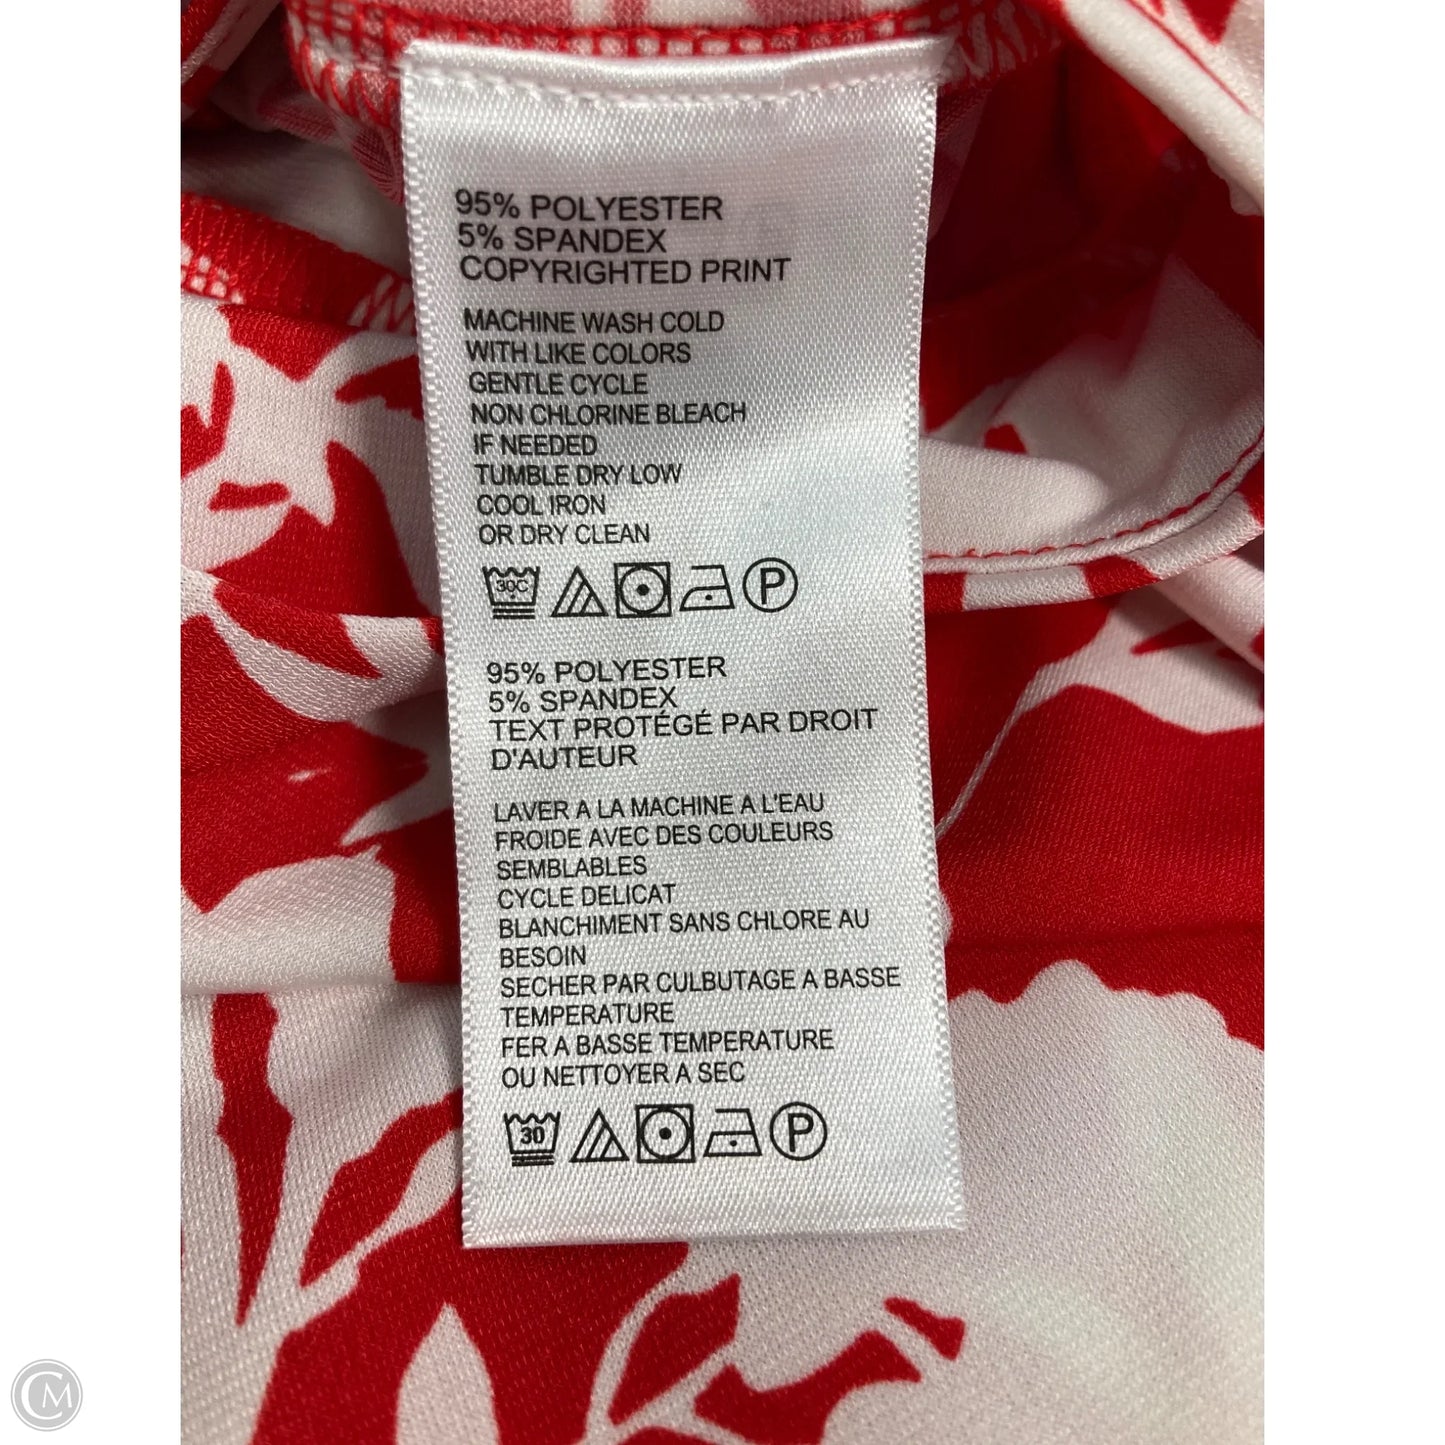 95% POLYESTER
5% SPANDEX
COPYRIGHTED PRINT
MACHINE WASH COLD
WITH LIKE COLORS
GENTLE CYCLE
NON CHLORINE BLEACH
IF NEEDED
TUMBLE DRY LOW
COOL IRON
OR DRY CLEAN
30C P
95% POLYESTER
5% SPANDEX
TEXT PROTÉGÉ PAR DROIT
D'AUTEUR
LAVER A LA MACHINE A L'EAU
FROIDE AVEC DES COULEURS
SEMBLABLES
CYCLE DELICAT
BLANCHIMENT SANS CHLORE AU
BESOIN
SECHER PAR CULBUTAGE A BASSE
TEMPERATURE
FER A BASSE TEMPERATURE
OU NETTOYER A SEC
30 P
CM